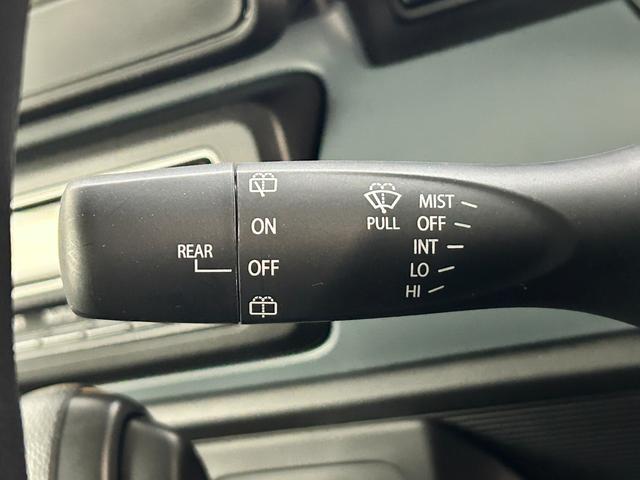 REAR
ON
OFF
PULL
MIST
OFF
INT
LO
HI